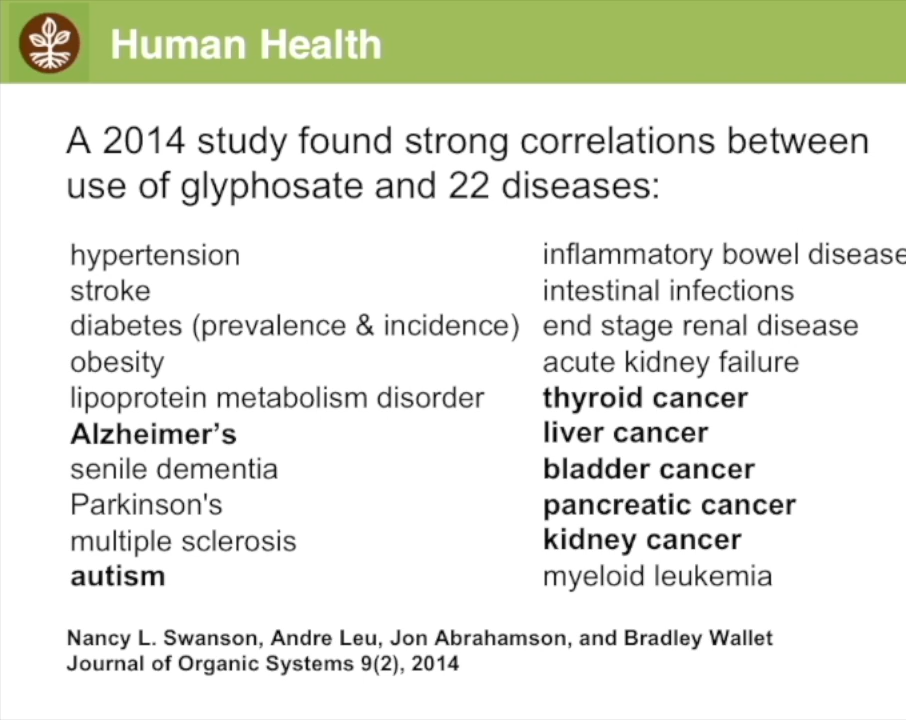 Human Health
A 2014 study found strong correlations between
use of glyphosate and 22 diseases:
hypertension
stroke
diabetes (prevalence & incidence)
obesity
lipoprotein metabolism disorder
Alzheimer’s
senile dementia
Parkinson's
multiple sclerosis
autism
inflammatory bowel disease
intestinal infections
end stage renal disease
acute kidney failure
thyroid cancer
liver cancer
bladder cancer
pancreatic cancer
kidney cancer
myeloid leukemia
Nancy L. Swanson, Andre Leu, Jon Abrahamson, and Bradley Wallet
Journal of Organic Systems 9(2), 2014